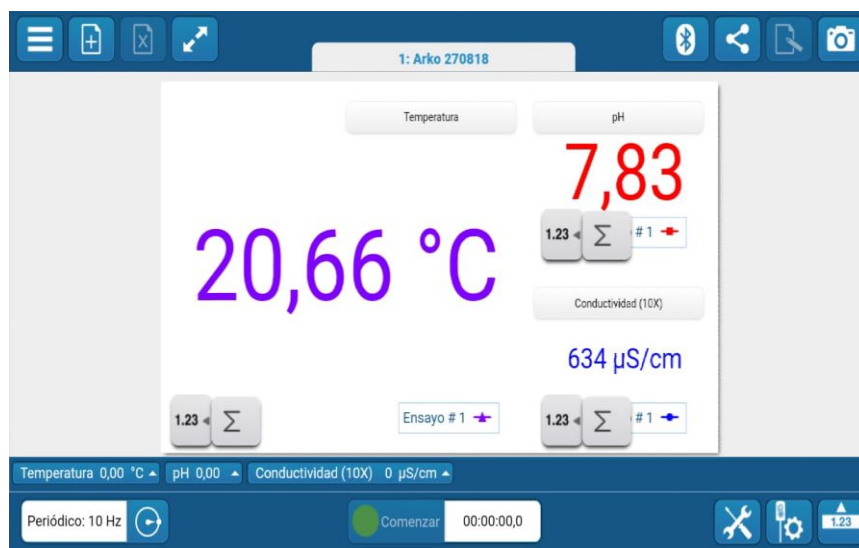 1: Arko 270818
Temperatura
pH
7,83
20,66 °C
1.23
Σ
# 1
Conductividad (10X)
634 µS/cm
1.23
Σ
Ensayo # 1
1.23
Σ
# 1
Temperatura 0,00 °C
pH 0,00
Conductividad (10X) 0 µS/cm
Periódico: 10 Hz
Comenzar
00:00:00,0
1.23